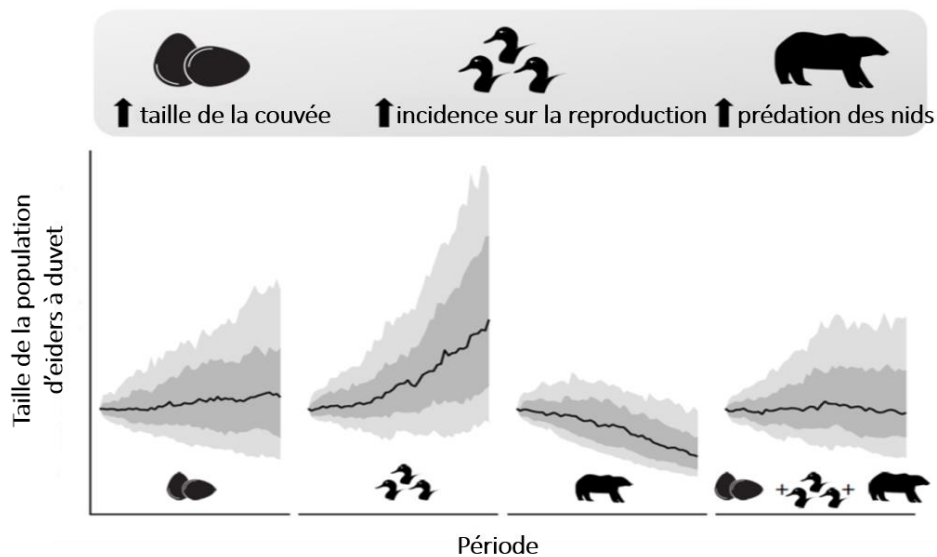 taille de la couvée
incidence sur la reproduction
prédation des nids
Taille de la population
d'eiders à duvet
+ +
Période